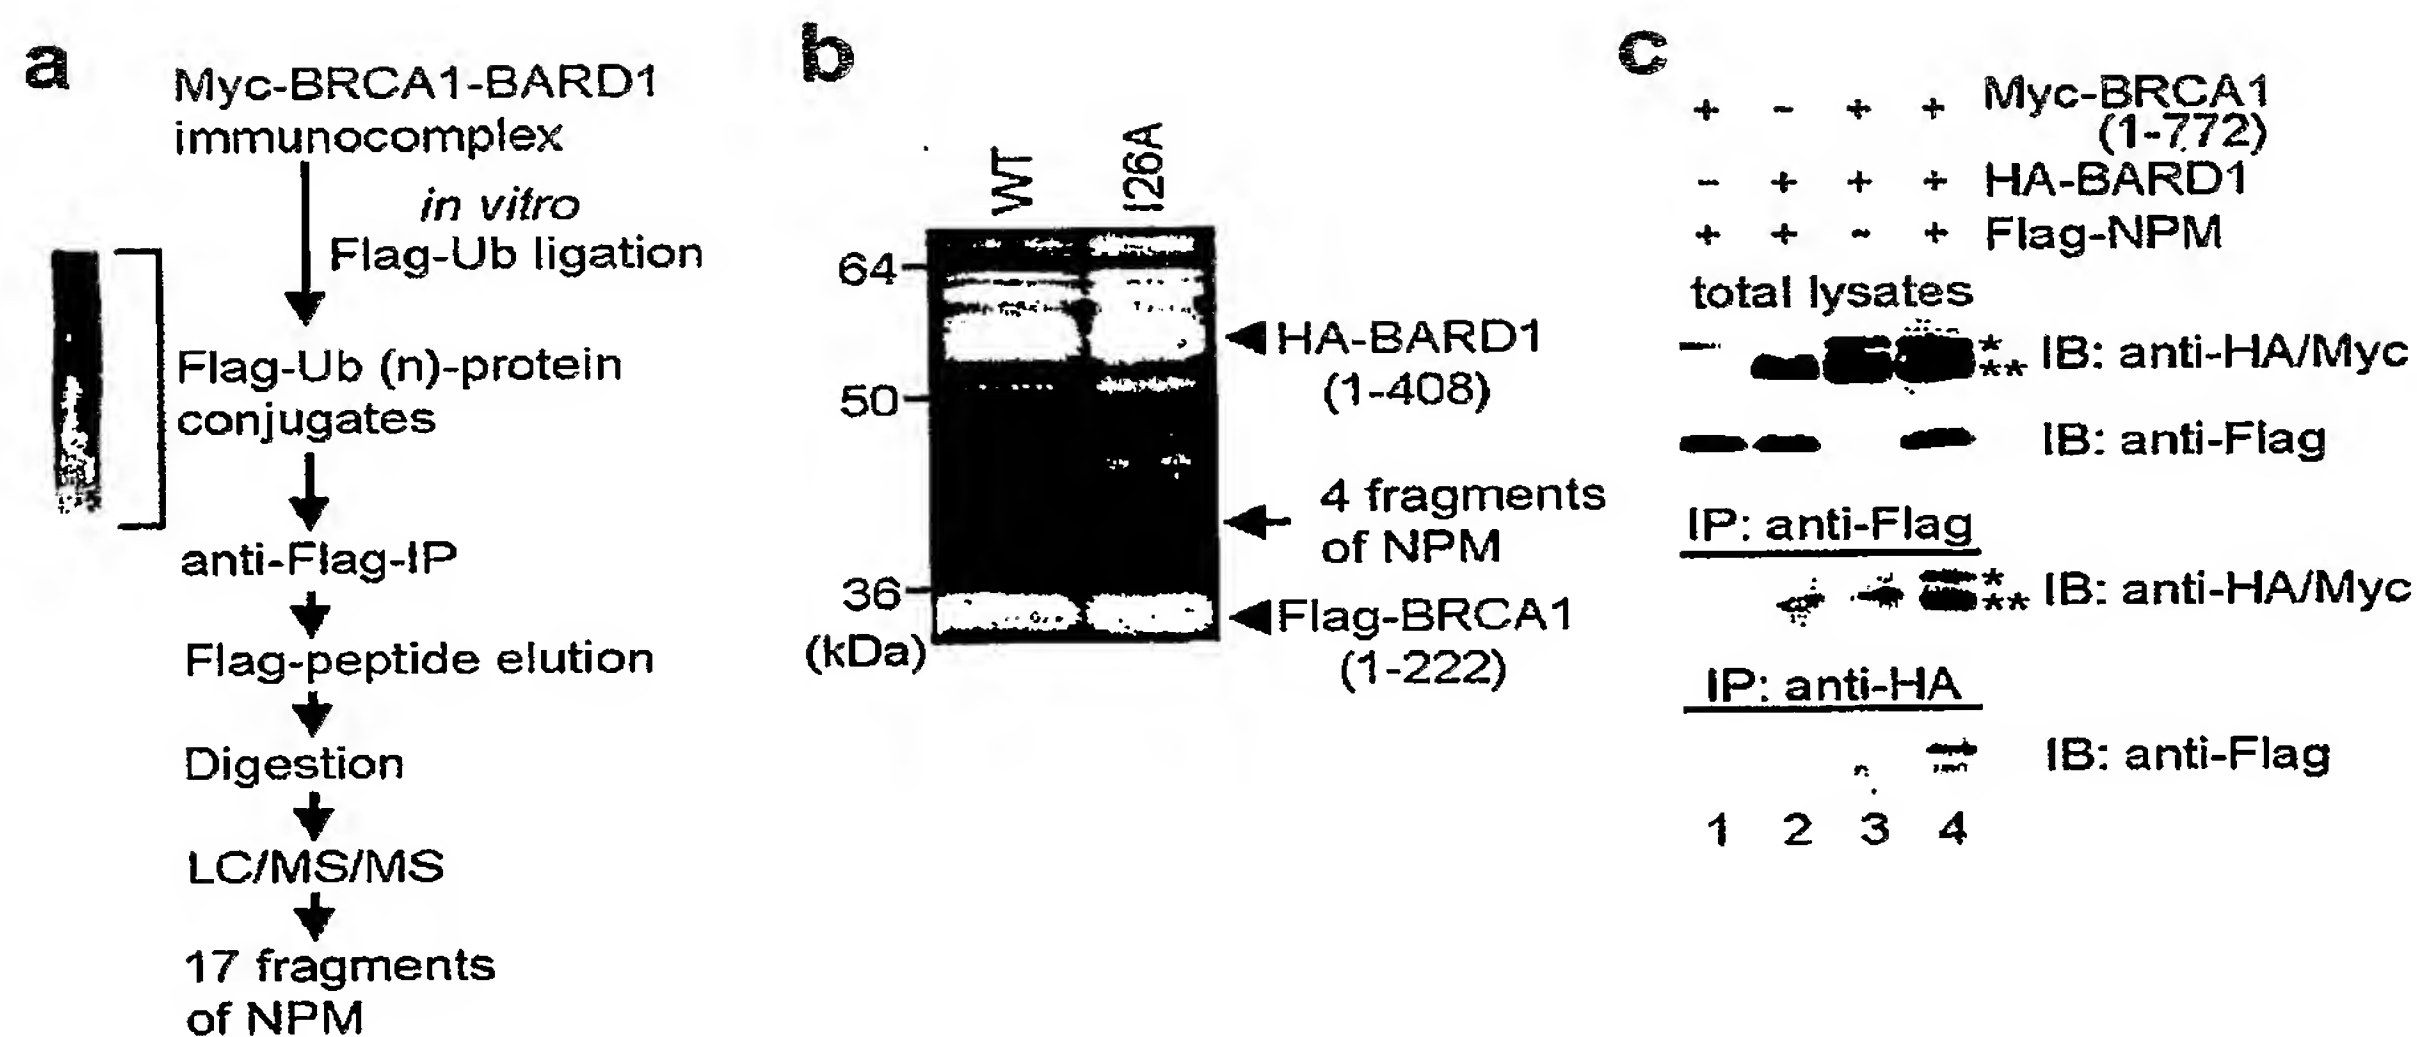 a
Myc-BRCA1-BARD1
immunocomplex
in vitro
Flag-Ub ligation
Flag-Ub (n)-protein
conjugates
anti-Flag-IP
Flag-peptide elution
Digestion
LC/MS/MS
17 fragments
of NPM
b
WT
I26A
64
50
36
(kDa)
HA-BARD1
(1-408)
4 fragments
of NPM
Flag-BRCA1
(1-222)
c
+ - + + Myc-BRCA1
(1-772)
- + + + HA-BARD1
+ + - + Flag-NPM
total lysates
* IB: anti-HA/Myc
**
IB: anti-Flag
IP: anti-Flag
* IB: anti-HA/Myc
**
IP: anti-HA
IB: anti-Flag
1 2 3 4